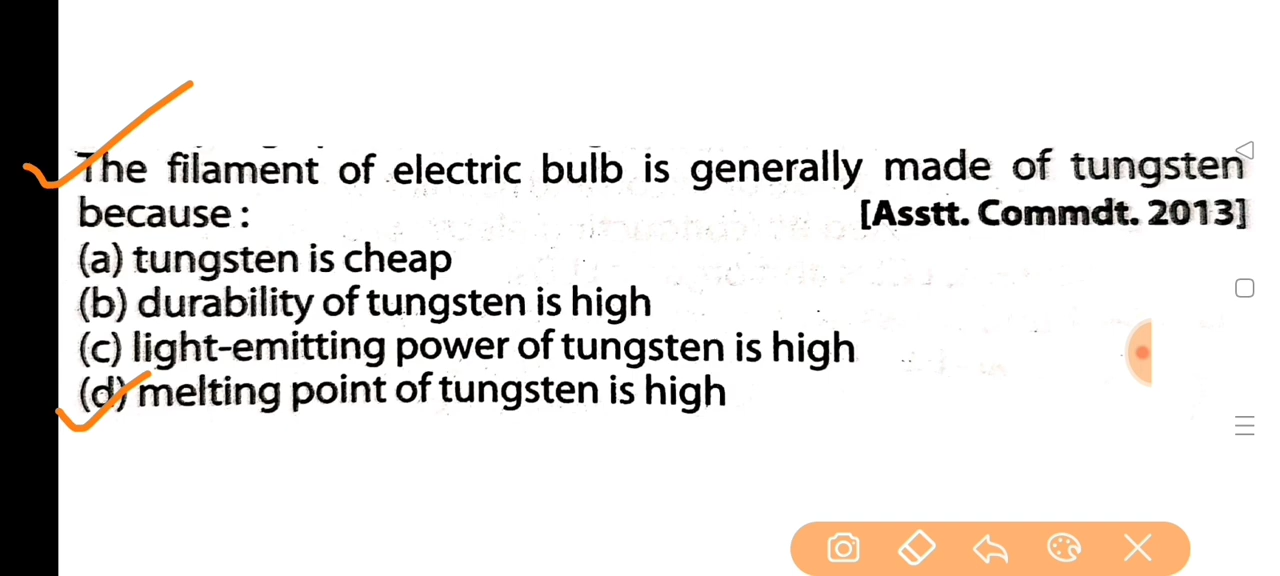 The filament of electric bulb is generally made of tungsten
because : [Asstt. Commdt. 2013]
(a) tungsten is cheap
(b) durability of tungsten is high
(c) light-emitting power of tungsten is high
(d) melting point of tungsten is high